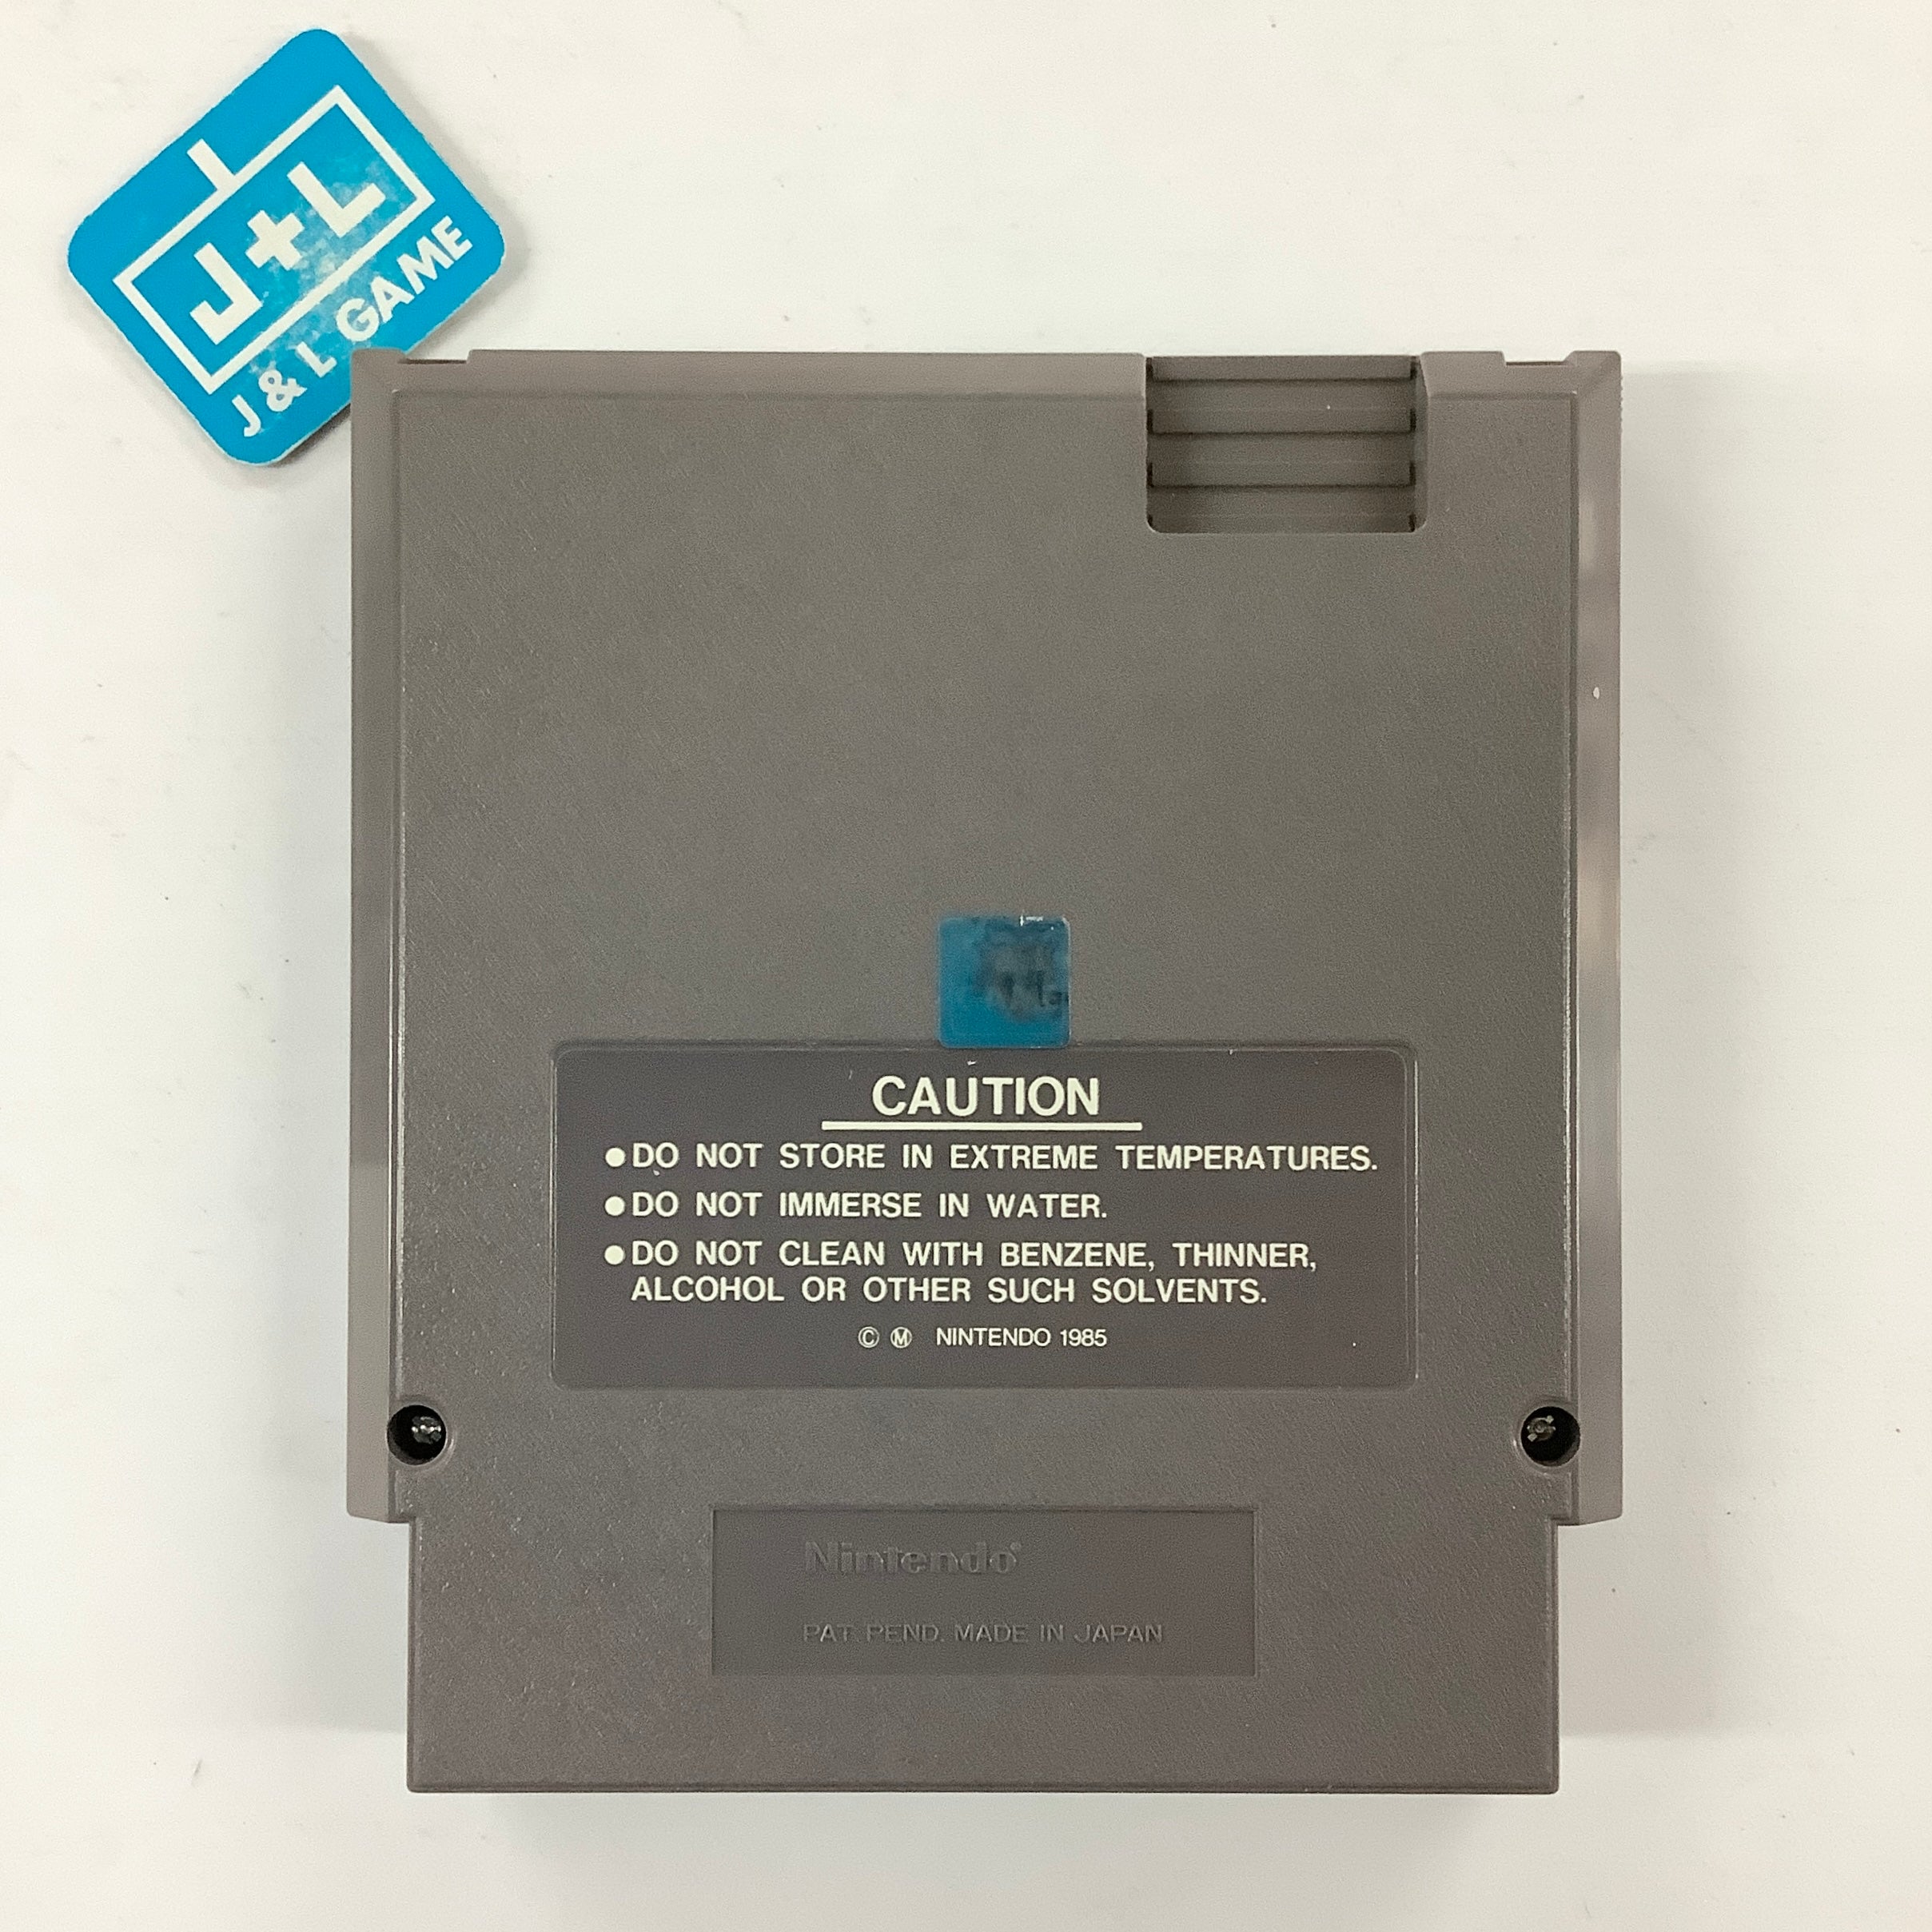 J+L
J & L GAME
CAUTION
●DO NOT STORE IN EXTREME TEMPERATURES.
●DO NOT IMMERSE IN WATER.
●DO NOT CLEAN WITH BENZENE, THINNER,
ALCOHOL OR OTHER SUCH SOLVENTS.
© Ⓜ NINTENDO 1985
Nintendo®
PAT. PEND. MADE IN JAPAN